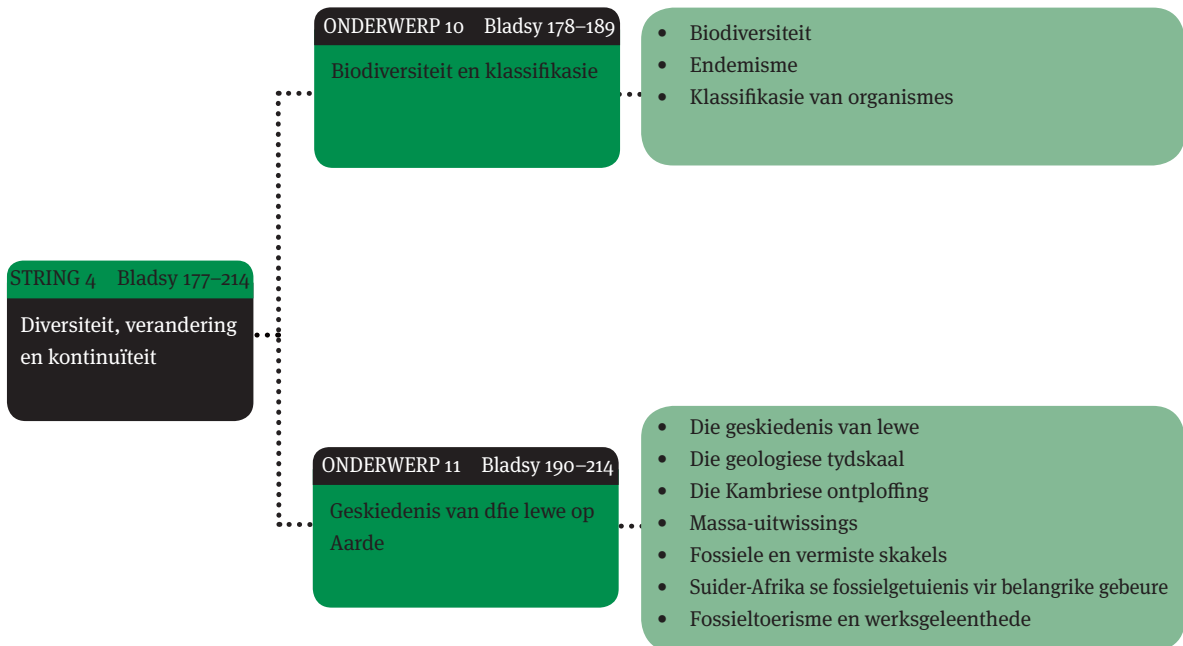 STRING 4 Bladsy 177–214
Diversiteit, verandering
en kontinuïteit
ONDERWERP 10 Bladsy 178–189
Biodiversiteit en klassifikasie
• Biodiversiteit
• Endemisme
• Klassifikasie van organismes
ONDERWERP 11 Bladsy 190–214
Geskiedenis van dfie lewe op
Aarde
• Die geskiedenis van lewe
• Die geologiese tydskaal
• Die Kambriese ontploffing
• Massa-uitwissings
• Fossiele en vermiste skakels
• Suider-Afrika se fossielgetuienis vir belangrike gebeure
• Fossieltoerisme en werksgeleenthede